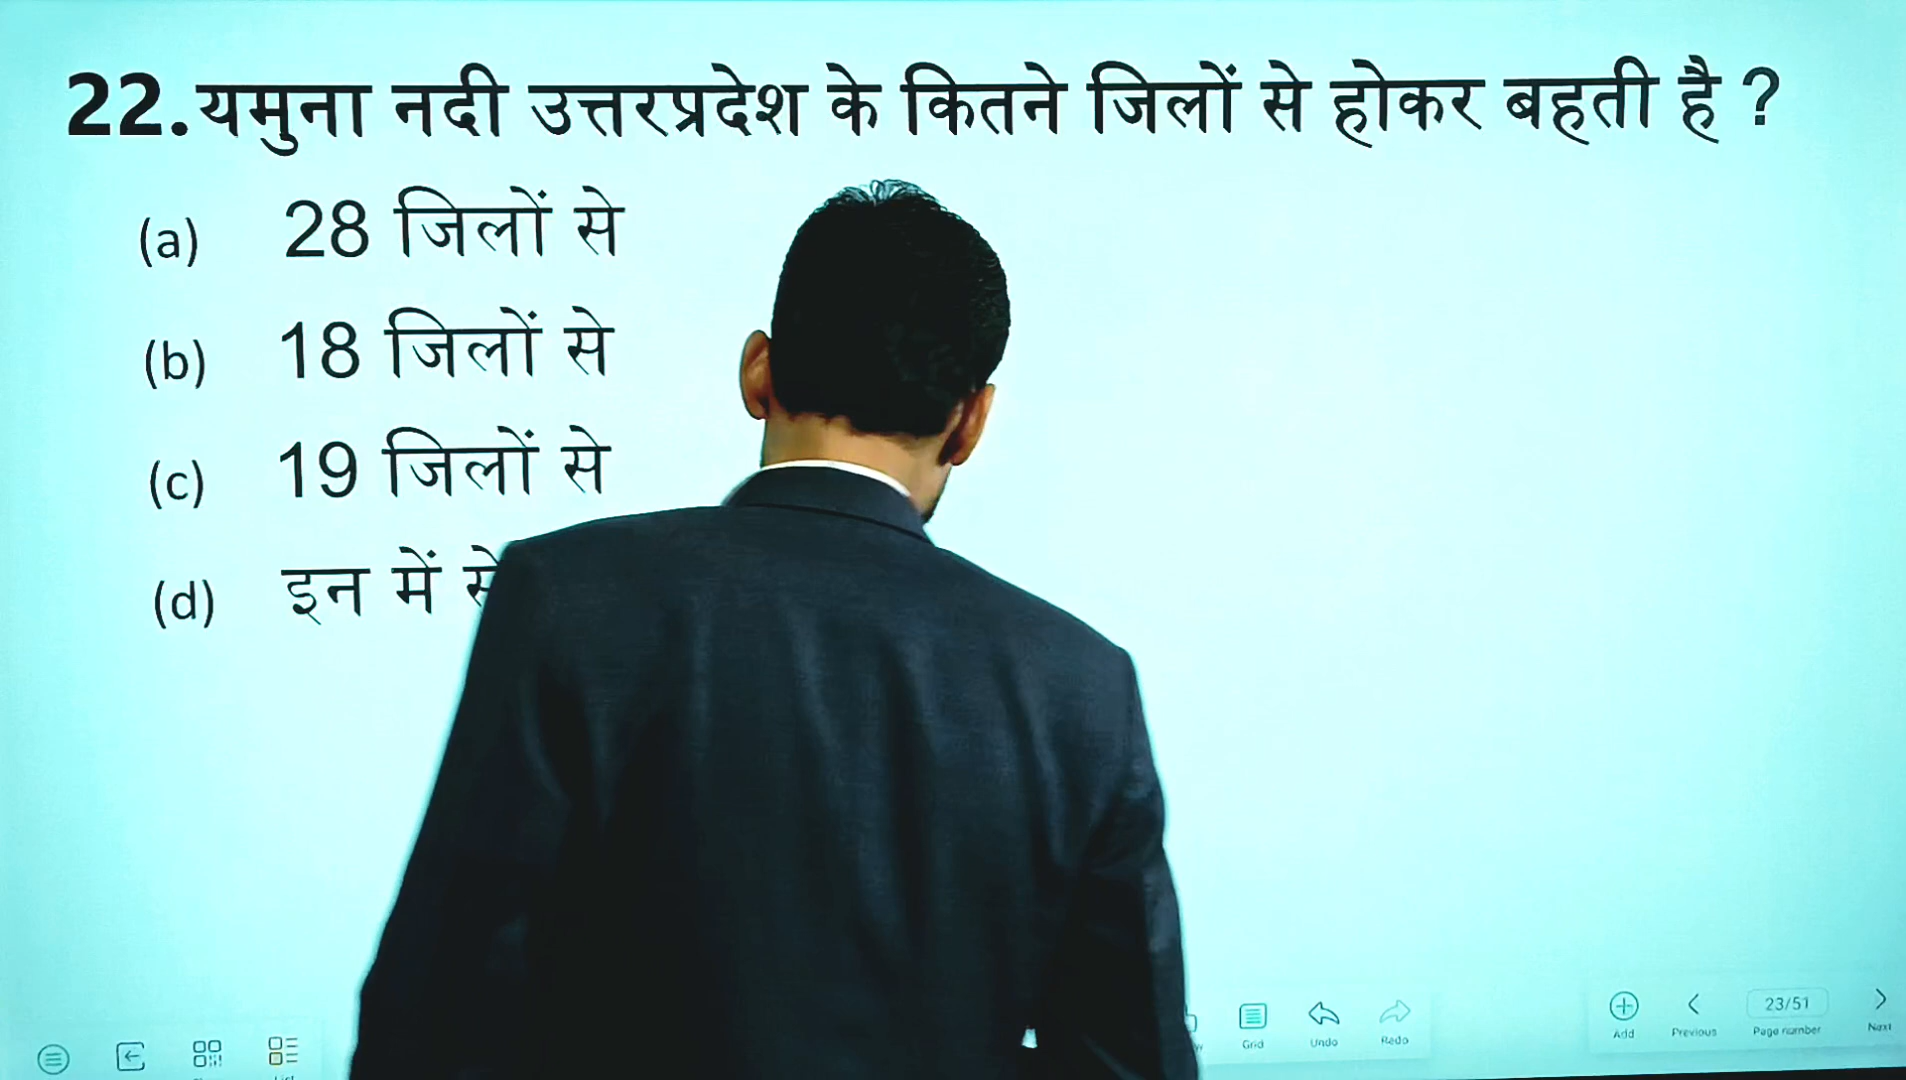 22. यमुना नदी उत्तरप्रदेश के कितने जिलों से होकर बहती है ?
(a) 28 जिलों से
(b) 18 जिलों से
(c) 19 जिलों से
(d) इन में से
Grid
Undo
Redo
Add
Previous
23/51
Page number
Next